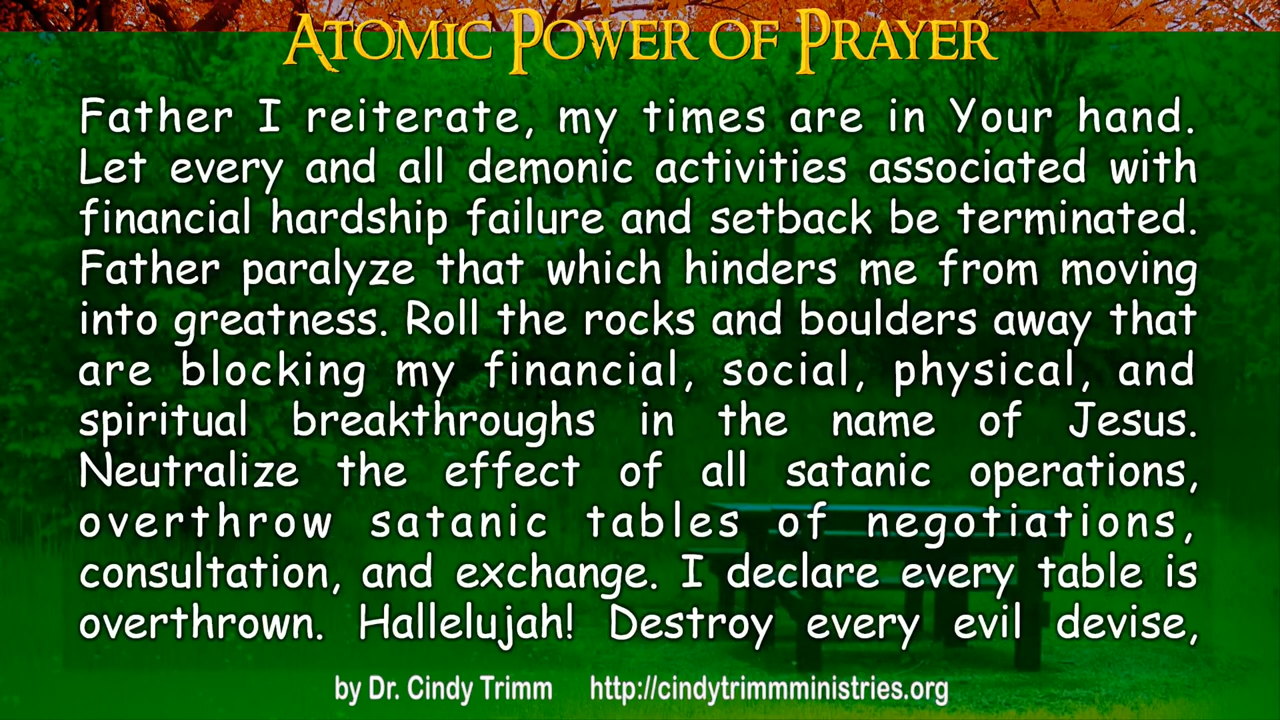 Atomic Power of Prayer
Father I reiterate, my times are in Your hand.
Let every and all demonic activities associated with
financial hardship failure and setback be terminated.
Father paralyze that which hinders me from moving
into greatness. Roll the rocks and boulders away that
are blocking my financial, social, physical, and
spiritual breakthroughs in the name of Jesus.
Neutralize the effect of all satanic operations,
overthrow satanic tables of negotiations,
consultation, and exchange. I declare every table is
overthrown. Hallelujah! Destroy every evil devise,
by Dr. Cindy Trimm http://cindytrimmministries.org